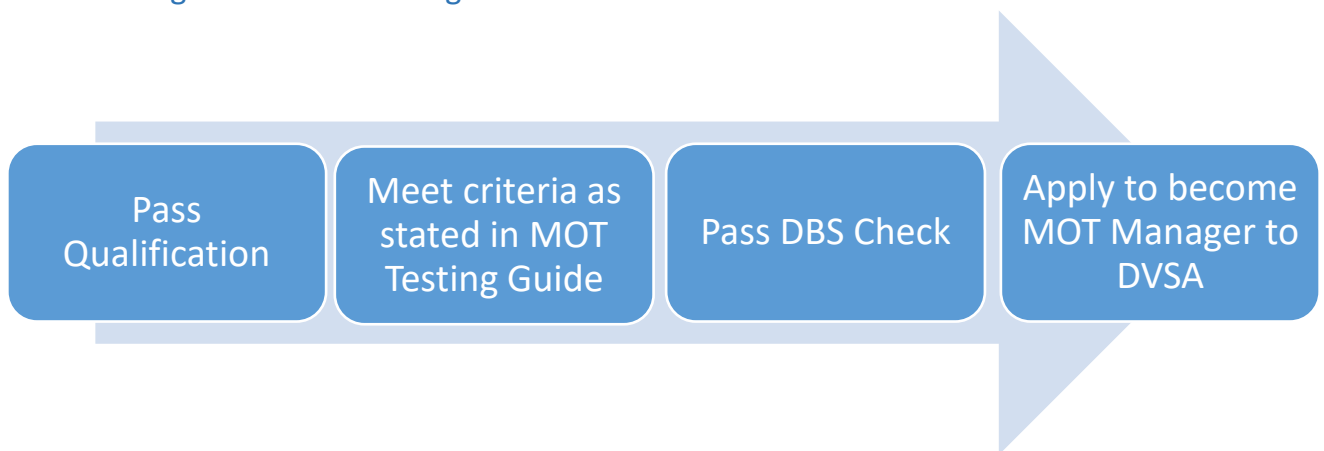 Pass
Qualification
Meet criteria as
stated in MOT
Testing Guide
Pass DBS Check
Apply to become
MOT Manager to
DVSA